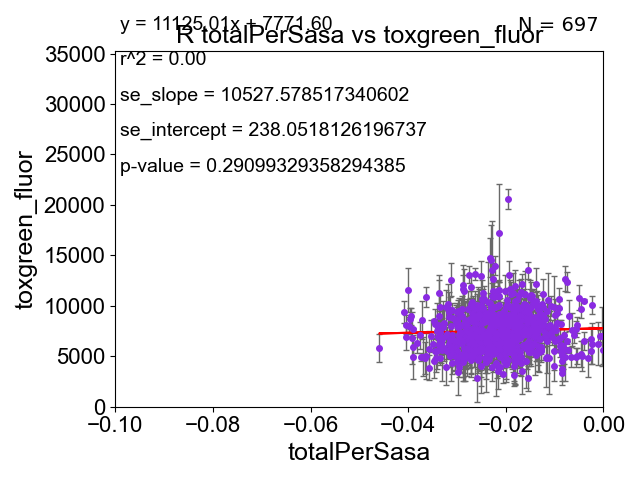 y = 11125.01x + 7771.60
N = 697
R totalPerSasa vs toxgreen_fluor
r^2 = 0.00
se_slope = 10527.578517340602
se_intercept = 238.0518126196737
p-value = 0.29099329358294385
35000
30000
25000
20000
15000
10000
5000
0
toxgreen_fluor
−0.10 −0.08 −0.06 −0.04 −0.02 0.00
totalPerSasa